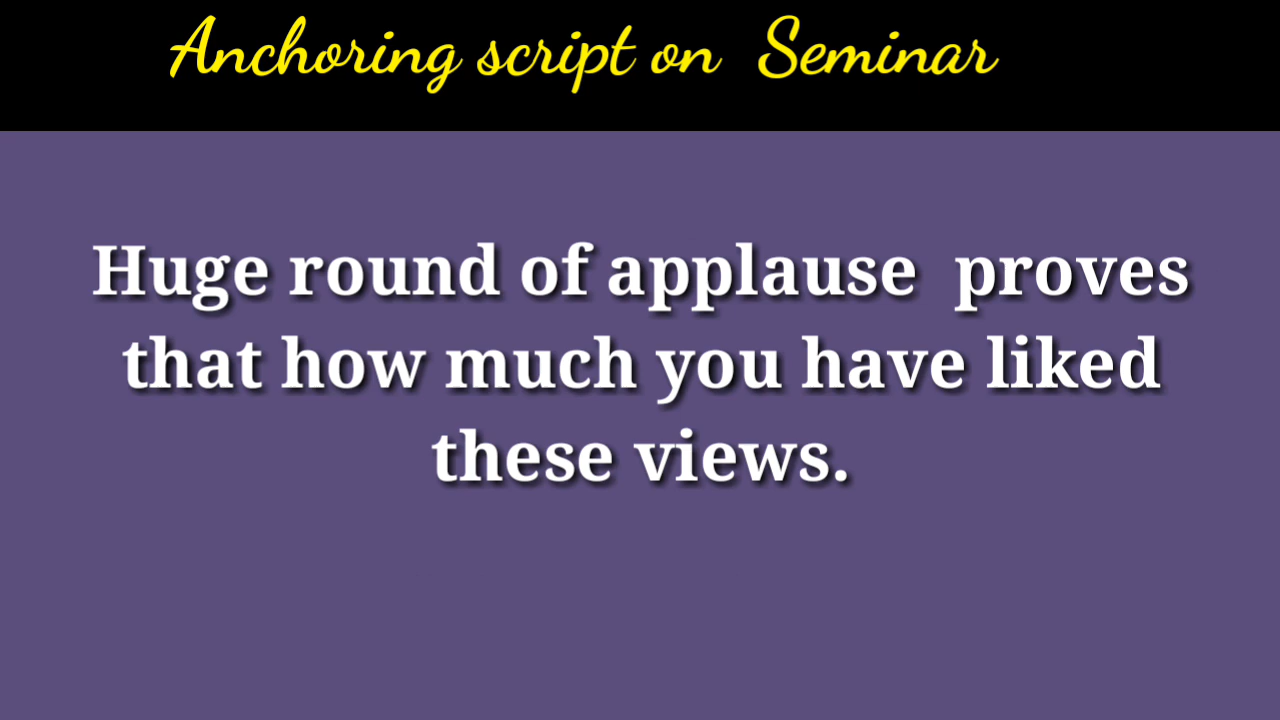 Anchoring script on Seminar
Huge round of applause proves
that how much you have liked
these views.